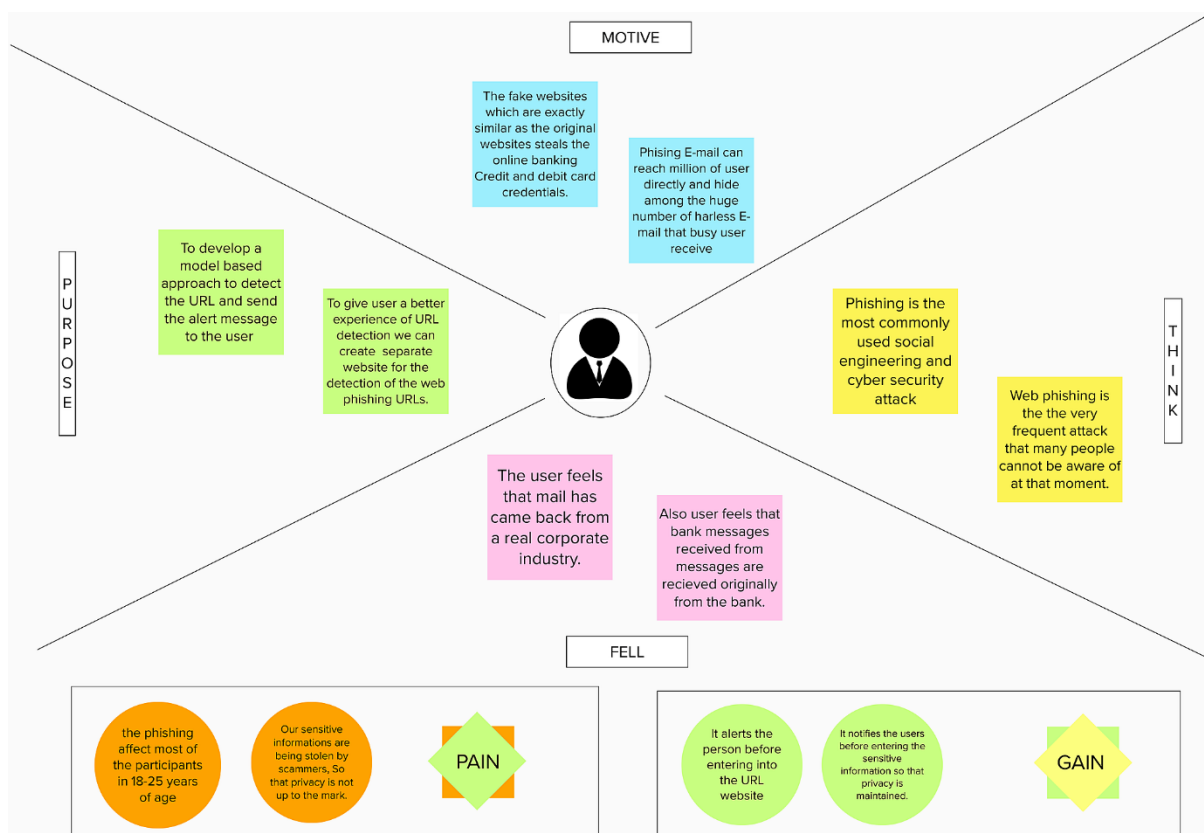 MOTIVE
The fake websites
which are exactly
similar as the original
websites steals the
online banking
Credit and debit card
credentials.
Phising E-mail can
reach million of user
directly and hide
among the huge
number of harless E-
mail that busy user
receive
PURPOSE
To develop a
model based
approach to detect
the URL and send
the alert message
to the user
To give user a better
experience of URL
detection we can
create separate
website for the
detection of the web
phishing URLs.
Phishing is the
most commonly
used social
engineering and
cyber security
attack
Web phishing is
the the very
frequent attack
that many people
cannot be aware of
at that moment.
THINK
The user feels
that mail has
came back from
a real corporate
industry.
Also user feels that
bank messages
received from
messages are
recieved originally
from the bank.
FELL
the phishing
affect most of
the participants
in 18-25 years
of age
Our sensitive
informations are
being stolen by
scammers, So
that privacy is not
up to the mark.
PAIN
It alerts the
person before
entering into
the URL
website
It notifies the users
before entering the
sensitive
information so that
privacy is
maintained.
GAIN